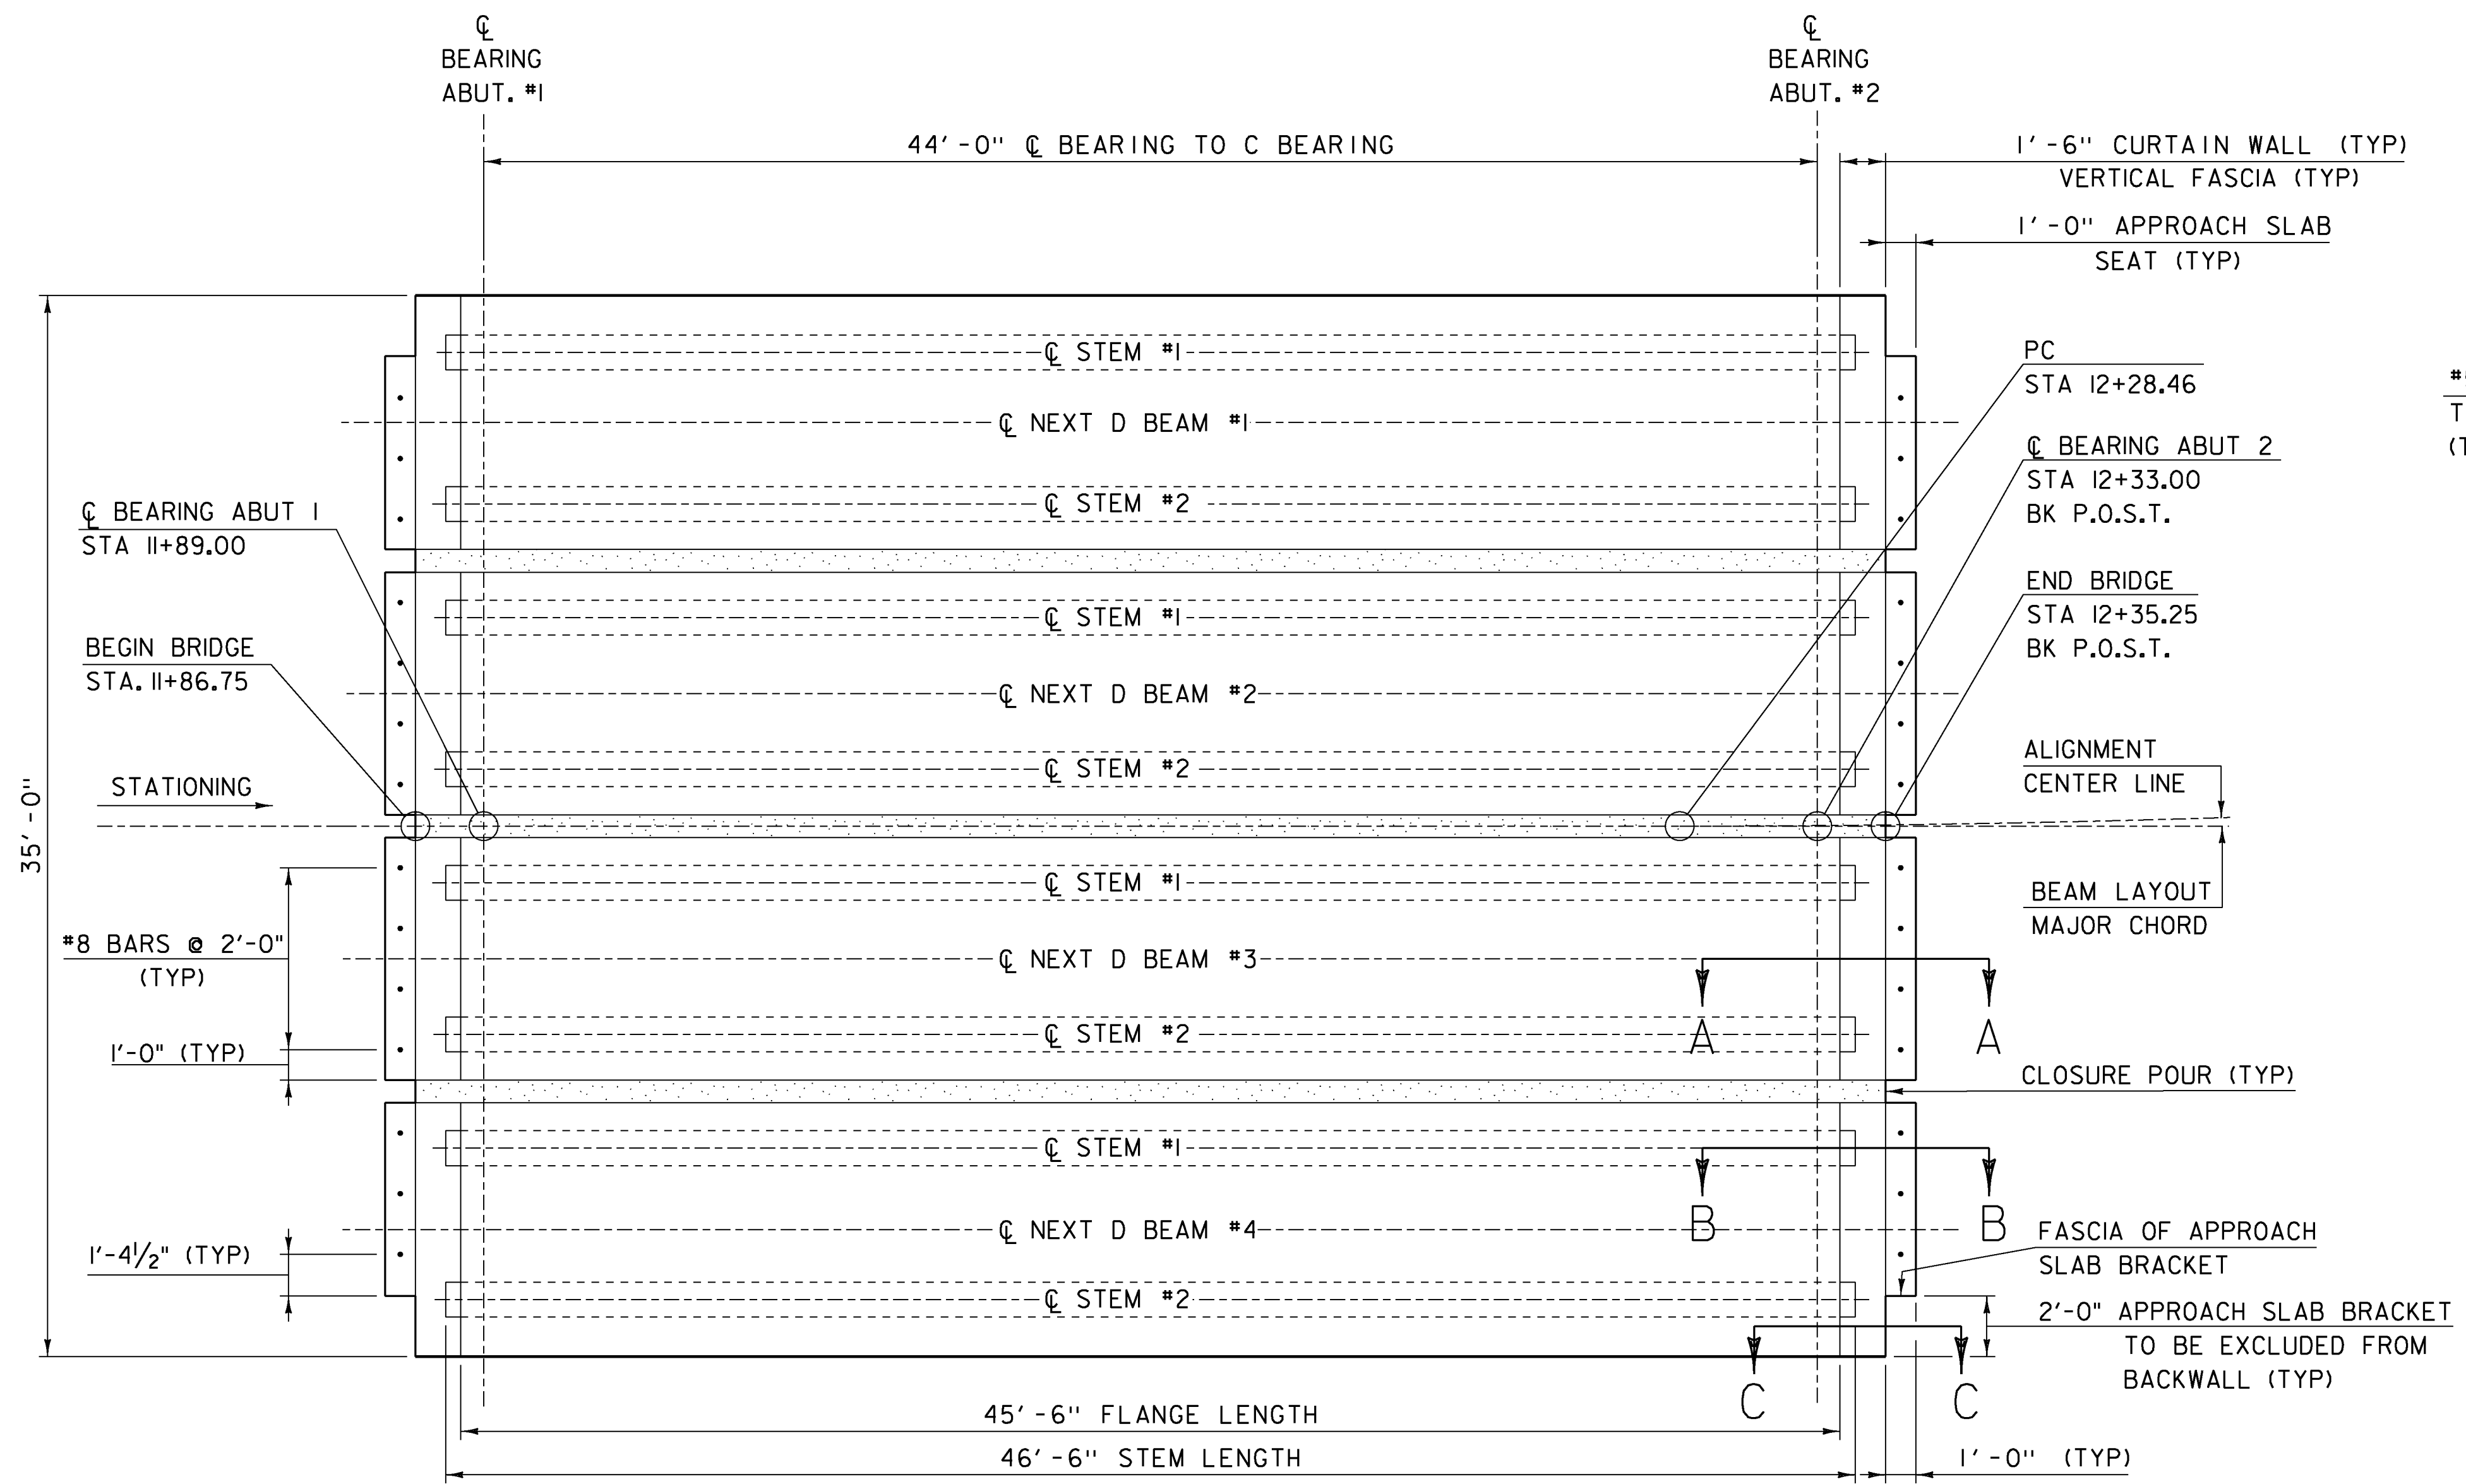 ℄
BEARING
ABUT. #1
℄
BEARING
ABUT. #2
44'-0" ℄ BEARING TO C BEARING
1'-6" CURTAIN WALL (TYP)
VERTICAL FASCIA (TYP)
1'-0" APPROACH SLAB
SEAT (TYP)
℄ STEM #1
℄ NEXT D BEAM #1
℄ STEM #2
PC
STA 12+28.46
℄ BEARING ABUT 2
STA 12+33.00
BK P.O.S.T.
END BRIDGE
STA 12+35.25
BK P.O.S.T.
℄ BEARING ABUT 1
STA 11+89.00
BEGIN BRIDGE
STA. 11+86.75
STATIONING
35'-0"
℄ STEM #1
℄ NEXT D BEAM #2
℄ STEM #2
ALIGNMENT
CENTER LINE
BEAM LAYOUT
MAJOR CHORD
℄ STEM #1
℄ NEXT D BEAM #3
℄ STEM #2
#8 BARS @ 2'-0"
(TYP)
1'-0" (TYP)
A
A
CLOSURE POUR (TYP)
℄ STEM #1
℄ NEXT D BEAM #4
℄ STEM #2
B
B
1'-4½" (TYP)
FASCIA OF APPROACH
SLAB BRACKET
2'-0" APPROACH SLAB BRACKET
TO BE EXCLUDED FROM
BACKWALL (TYP)
C
C
45'-6" FLANGE LENGTH
46'-6" STEM LENGTH
1'-0" (TYP)